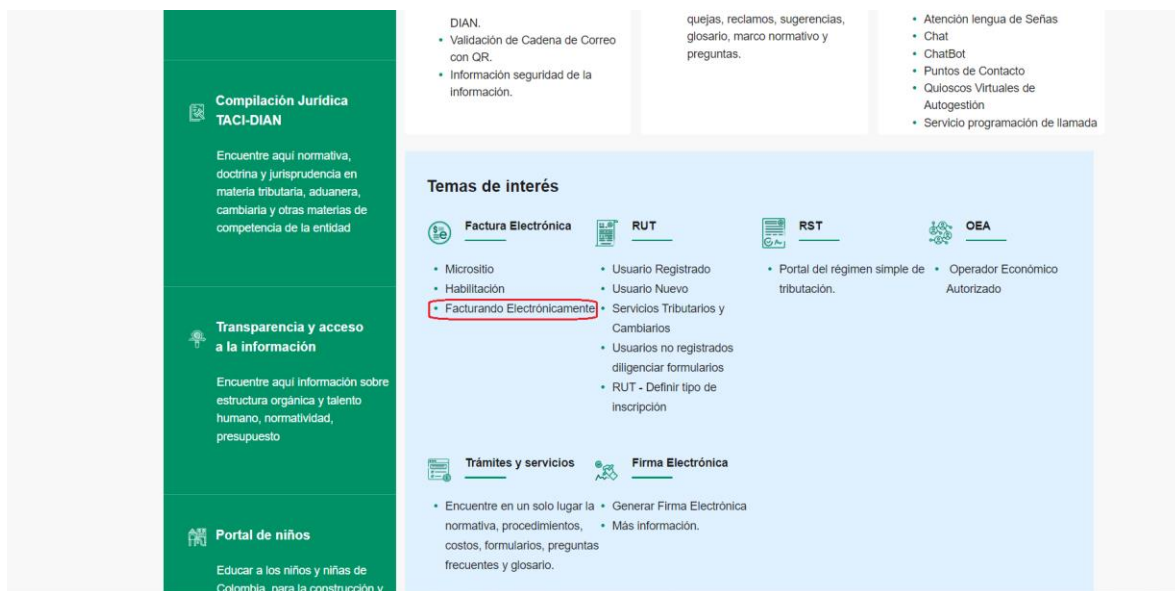 Compilación Jurídica
TACI-DIAN
Encuentre aquí normativa,
doctrina y jurisprudencia en
materia tributaria, aduanera,
cambiaria y otras materias de
competencia de la entidad
Transparencia y acceso
a la información
Encuentre aquí información sobre
estructura orgánica y talento
humano, normatividad,
presupuesto
Portal de niños
Educar a los niños y niñas de
Colombia, para la construcción y
DIAN.
• Validación de Cadena de Correo
con QR.
• Información seguridad de la
información.
quejas, reclamos, sugerencias,
glosario, marco normativo y
preguntas.
• Atención lengua de Señas
• Chat
• ChatBot
• Puntos de Contacto
• Quioscos Virtuales de
Autogestión
• Servicio programación de llamada
Temas de interés
Factura Electrónica
• Micrositio
• Habilitación
• Facturando Electrónicamente
RUT
• Usuario Registrado
• Usuario Nuevo
• Servicios Tributarios y
Cambiarios
• Usuarios no registrados
diligenciar formularios
• RUT - Definir tipo de
inscripción
RST
• Portal del régimen simple de
tributación.
OEA
• Operador Económico
Autorizado
Trámites y servicios
• Encuentre en un solo lugar la
normativa, procedimientos,
costos, formularios, preguntas
frecuentes y glosario.
Firma Electrónica
• Generar Firma Electrónica
• Más información.